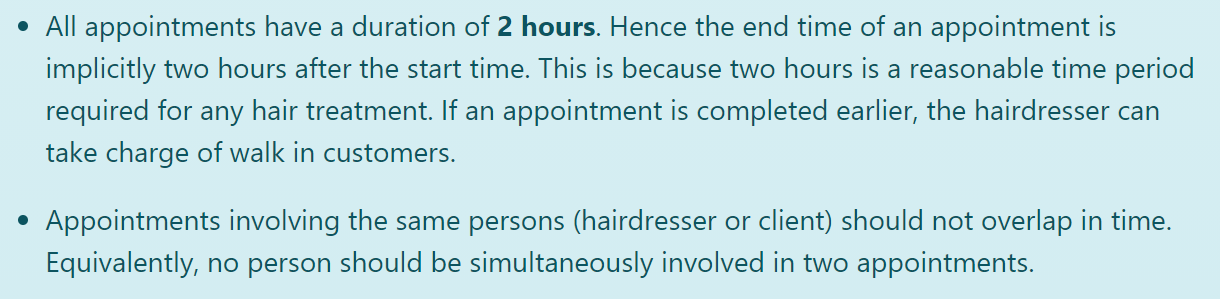 • All appointments have a duration of 2 hours. Hence the end time of an appointment is
implicitly two hours after the start time. This is because two hours is a reasonable time period
required for any hair treatment. If an appointment is completed earlier, the hairdresser can
take charge of walk in customers.
• Appointments involving the same persons (hairdresser or client) should not overlap in time.
Equivalently, no person should be simultaneously involved in two appointments.